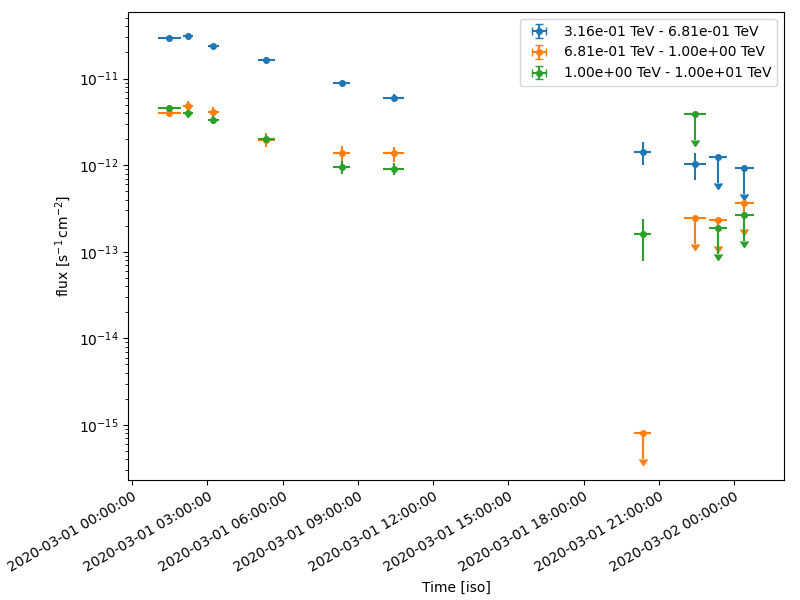 3.16e-01 TeV - 6.81e-01 TeV
6.81e-01 TeV - 1.00e+00 TeV
1.00e+00 TeV - 1.00e+01 TeV
flux [s⁻¹cm⁻²]
10⁻¹¹
10⁻¹²
10⁻¹³
10⁻¹⁴
10⁻¹⁵
2020-03-01 00:00:00
2020-03-01 03:00:00
2020-03-01 06:00:00
2020-03-01 09:00:00
2020-03-01 12:00:00
2020-03-01 15:00:00
2020-03-01 18:00:00
2020-03-01 21:00:00
2020-03-02 00:00:00
Time [iso]